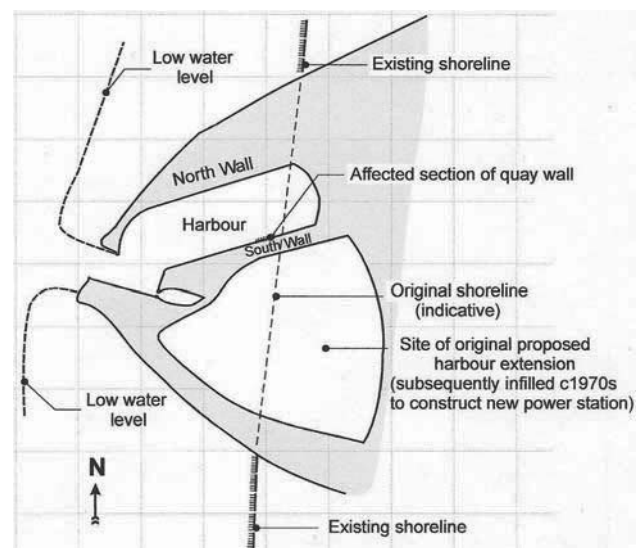 Low water
level
Existing shoreline
North Wall
Affected section of quay wall
Harbour
South Wall
Original shoreline
(indicative)
Site of original proposed
harbour extension
(subsequently infilled c1970s
to construct new power station)
Low water
level
N
Existing shoreline